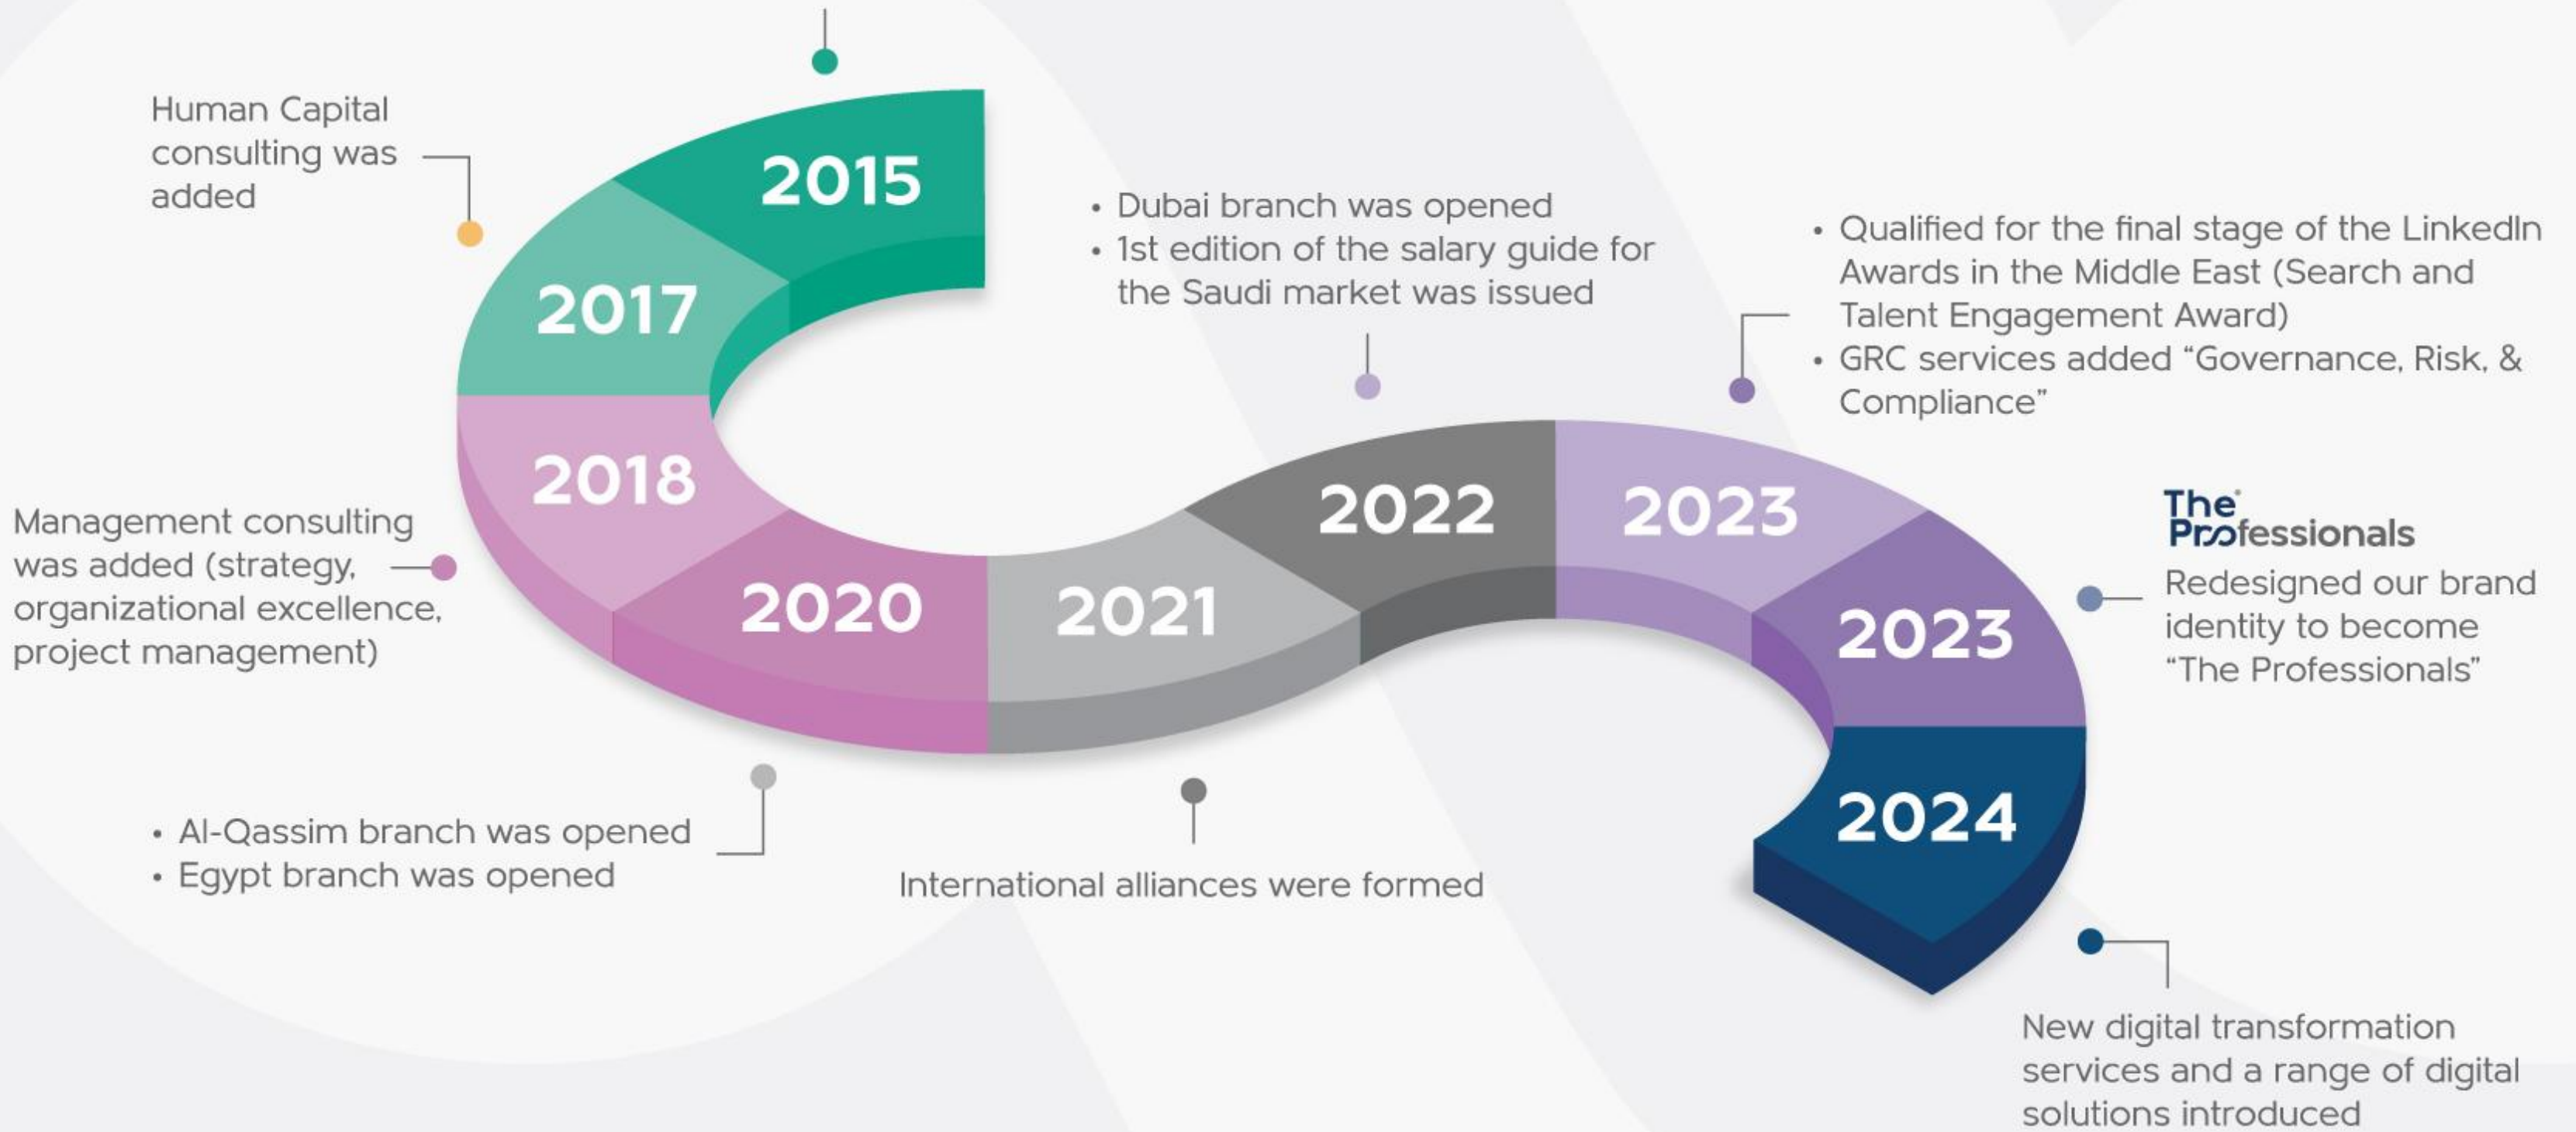 2015
Human Capital
consulting was
added
2017
2018
Management consulting
was added (strategy,
organizational excellence,
project management)
2020
• Al-Qassim branch was opened
• Egypt branch was opened
2021
International alliances were formed
• Dubai branch was opened
• 1st edition of the salary guide for
the Saudi market was issued
2022
• Qualified for the final stage of the LinkedIn
Awards in the Middle East (Search and
Talent Engagement Award)
• GRC services added “Governance, Risk, &
Compliance”
2023
2023
The
Professionals
Redesigned our brand
identity to become
“The Professionals”
2024
New digital transformation
services and a range of digital
solutions introduced